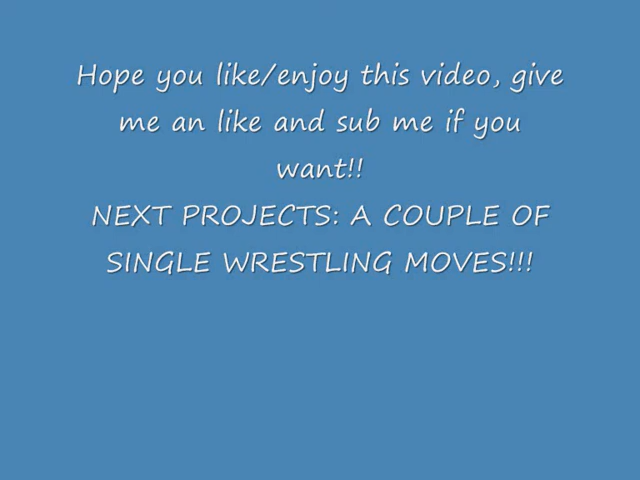 Hope you like/enjoy this video, give
me an like and sub me if you
want!!
NEXT PROJECTS: A COUPLE OF
SINGLE WRESTLING MOVES!!!